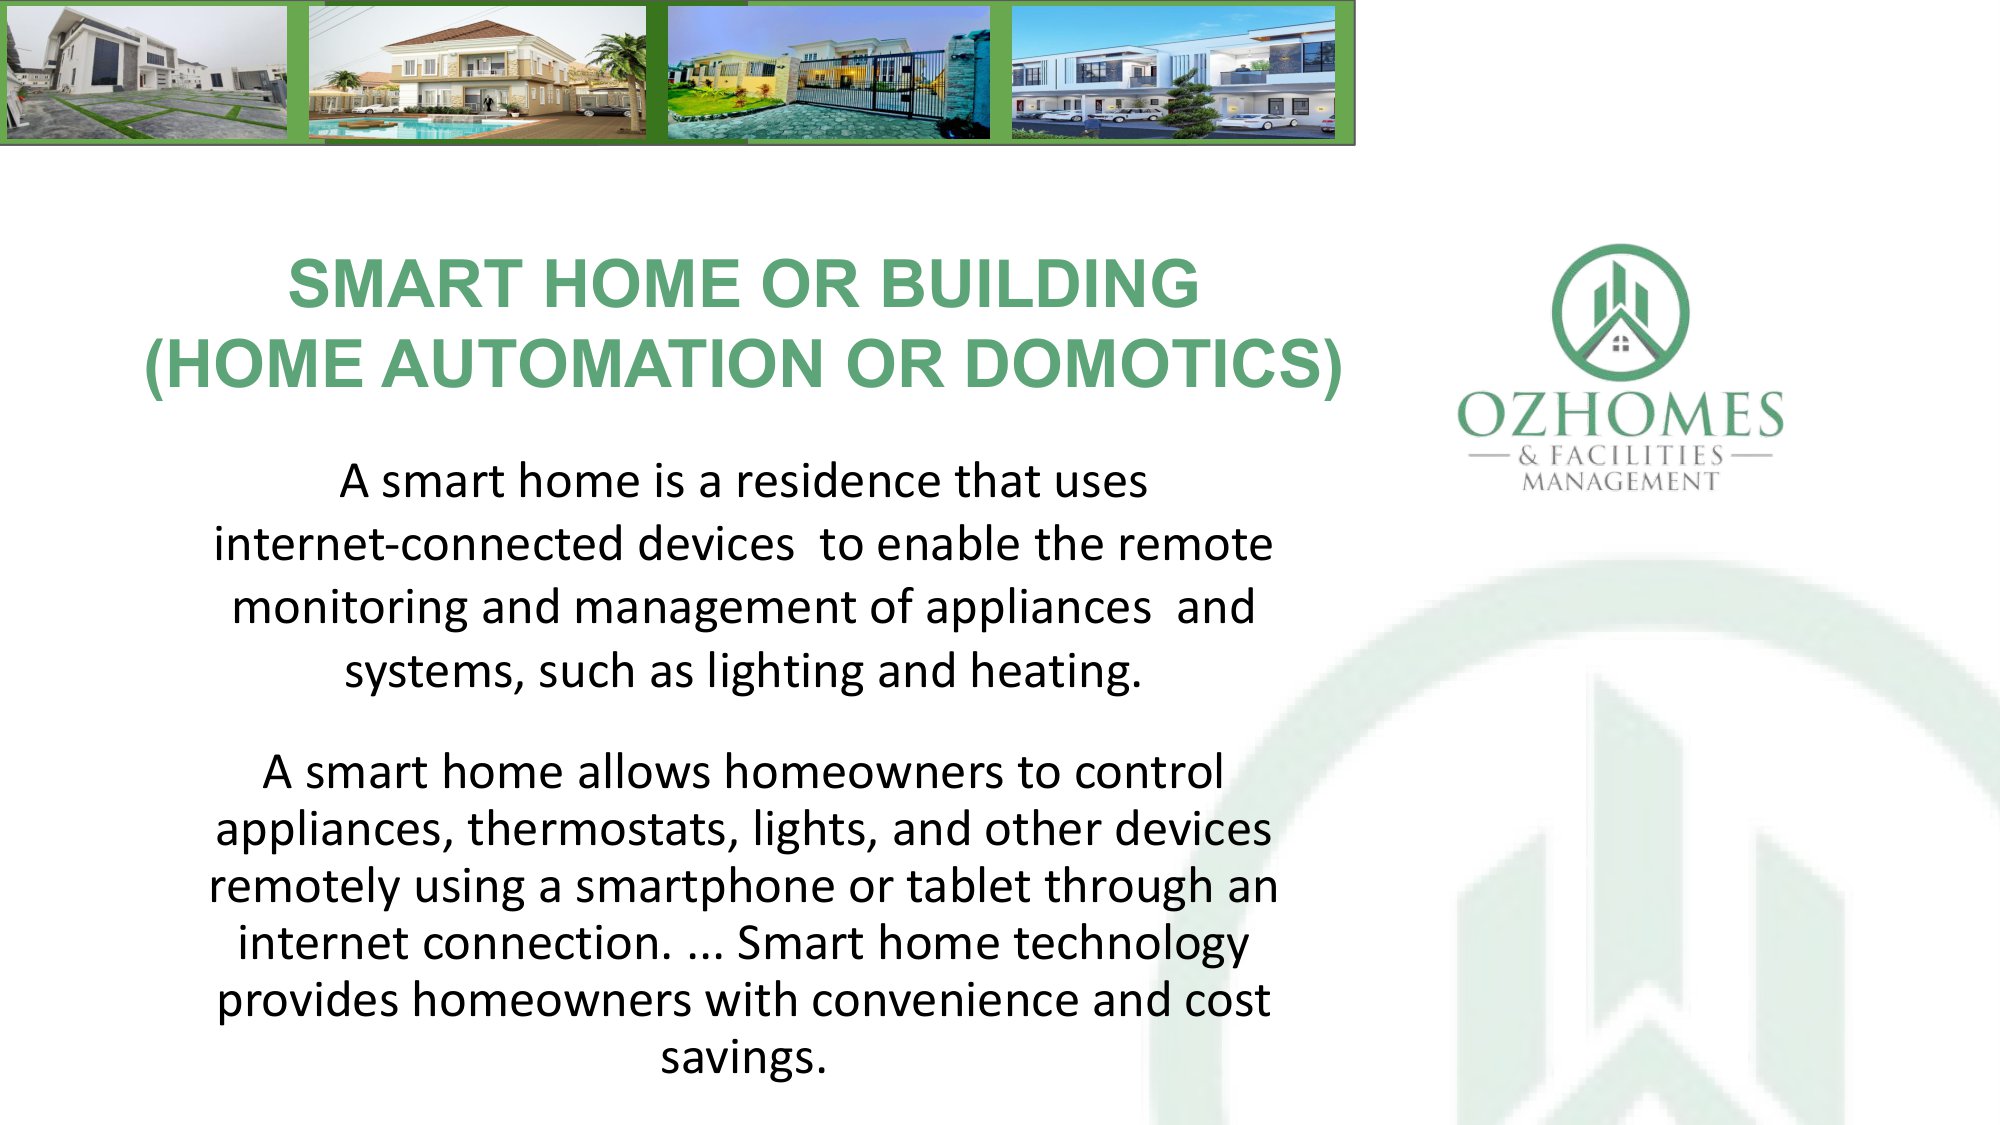 SMART HOME OR BUILDING
(HOME AUTOMATION OR DOMOTICS)
A smart home is a residence that uses
internet-connected devices  to enable the remote
monitoring and management of appliances  and
systems, such as lighting and heating.
A smart home allows homeowners to control
appliances, thermostats, lights, and other devices
remotely using a smartphone or tablet through an
internet connection. ... Smart home technology
provides homeowners with convenience and cost
savings.
OZHOMES
& FACILITIES
MANAGEMENT